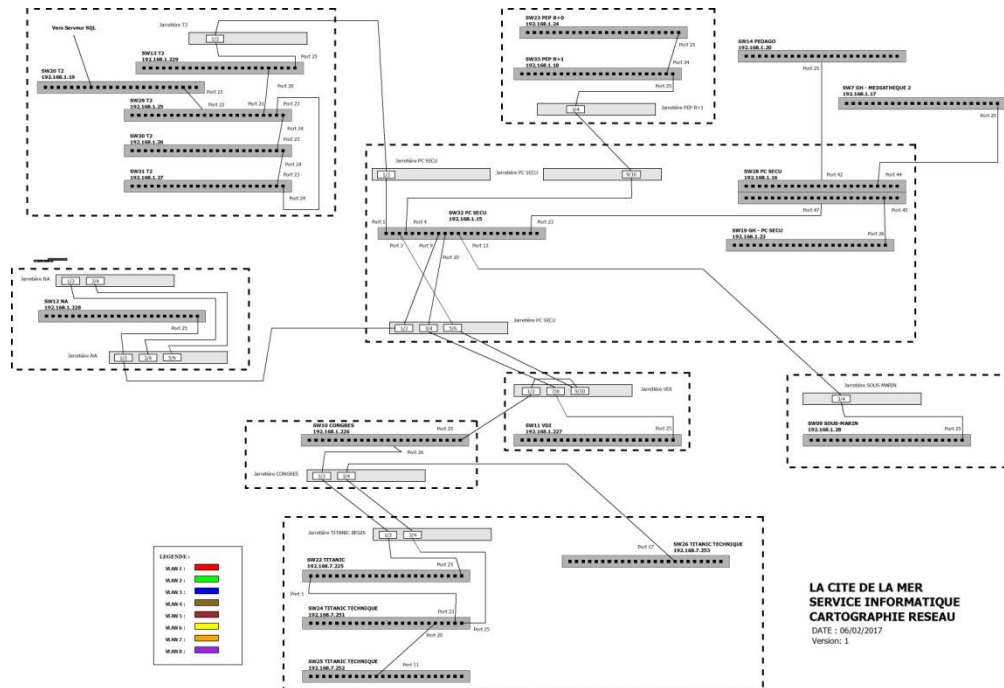 Jarretière T2
1/2
Vers Serveur SQL
SW13 T2
192.168.1.229
Port 25
SW20 T2
192.168.1.19
Port 26
Port 23
Port 22
Port 21
SW29 T2
192.168.1.25
Port 23
Port 24
SW30 T2
192.168.1.26
Port 23
Port 24
SW31 T2
192.168.1.27
Port 23
Port 24
SW23 PEP R+0
192.168.1.24
Port 25
SW33 PEP R+1
192.168.1.18
Port 24
Port 25
3/4
Jarretière PEP R+1
SW14 PEDAGO
192.168.1.20
Port 25
SW7 GH - MEDIATHEQUE 2
192.168.1.17
Port 25
1/2
Jarretière PC SECU
Jarretière PC SECU
9/10
SW28 PC SECU
192.168.1.16
Port 42
Port 44
Port 47
Port 45
Port 1
Port 4
SW32 PC SECU
192.168.1.15
Port 23
Port 2
Port 9
Port 10
Port 12
SW19 GH - PC SECU
192.168.1.23
Port 26
1/2
3/4
5/6
Jarretière PC SECU
Jarretière NA
1/2
3/4
SW12 NA
192.168.1.228
Port 25
Jarretière NA
1/2
3/4
5/6
1/2
7/8
9/10
Jarretière VDI
SW11 VDI
192.168.1.227
Port 25
Jarretière SOUS-MARIN
3/4
SW09 SOUS-MARIN
192.168.1.28
Port 25
SW10 CONGRES
192.168.1.226
Port 25
Port 26
Jarretière CONGRES
1/2
3/4
Jarretière TITANIC BE52S
1/2
3/4
SW22 TITANIC
192.168.7.225
Port 25
Port 1
SW26 TITANIC TECHNIQUE
192.168.7.253
Port 17
SW24 TITANIC TECHNIQUE
192.168.7.251
Port 23
Port 25
Port 20
SW25 TITANIC TECHNIQUE
192.168.7.252
Port 11
LEGENDE :
VLAN 1 :
VLAN 2 :
VLAN 3 :
VLAN 4 :
VLAN 5 :
VLAN 6 :
VLAN 7 :
VLAN 8 :
LA CITE DE LA MER
SERVICE INFORMATIQUE
CARTOGRAPHIE RESEAU
DATE : 06/02/2017
Version: 1